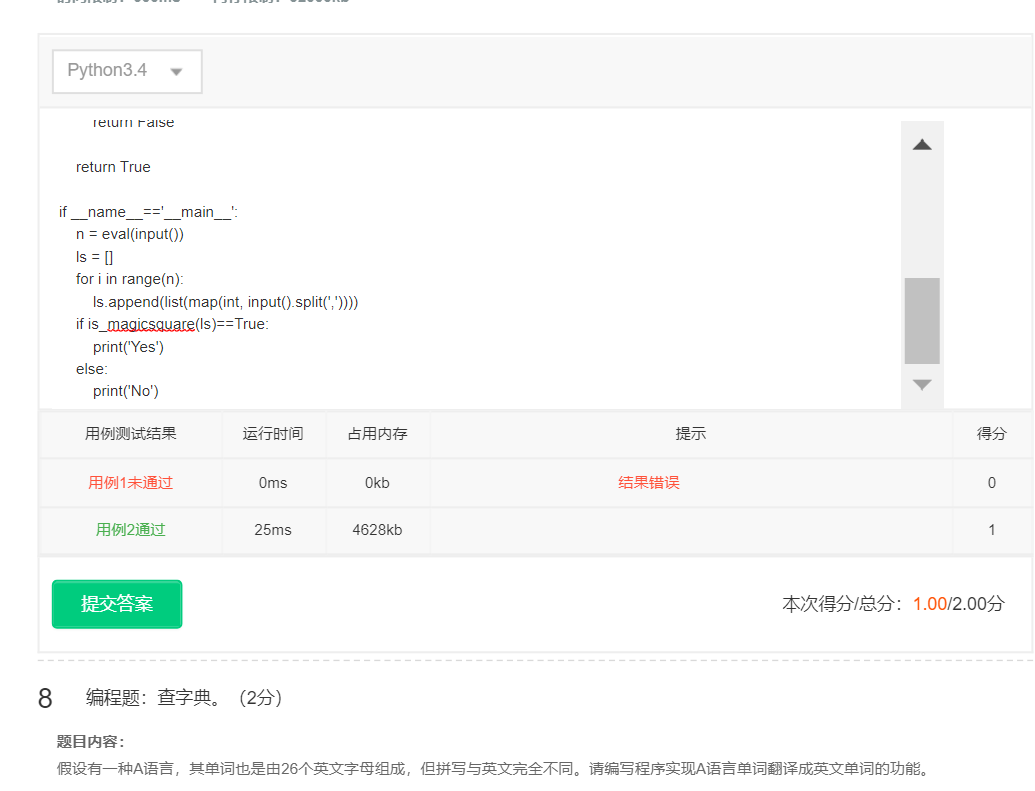 Python3.4
return False
return True
if __name__=='__main__':
n = eval(input())
ls = []
for i in range(n):
ls.append(list(map(int, input().split(','))))
if is_magicsquare(ls)==True:
print('Yes')
else:
print('No')
用例测试结果 运行时间 占用内存 提示 得分
用例1未通过 0ms 0kb 结果错误 0
用例2通过 25ms 4628kb 1
提交答案 本次得分/总分：1.00/2.00分
8 编程题：查字典。（2分）
题目内容：
假设有一种A语言，其单词也是由26个英文字母组成，但拼写与英文完全不同。请编写程序实现A语言单词翻译成英文单词的功能。